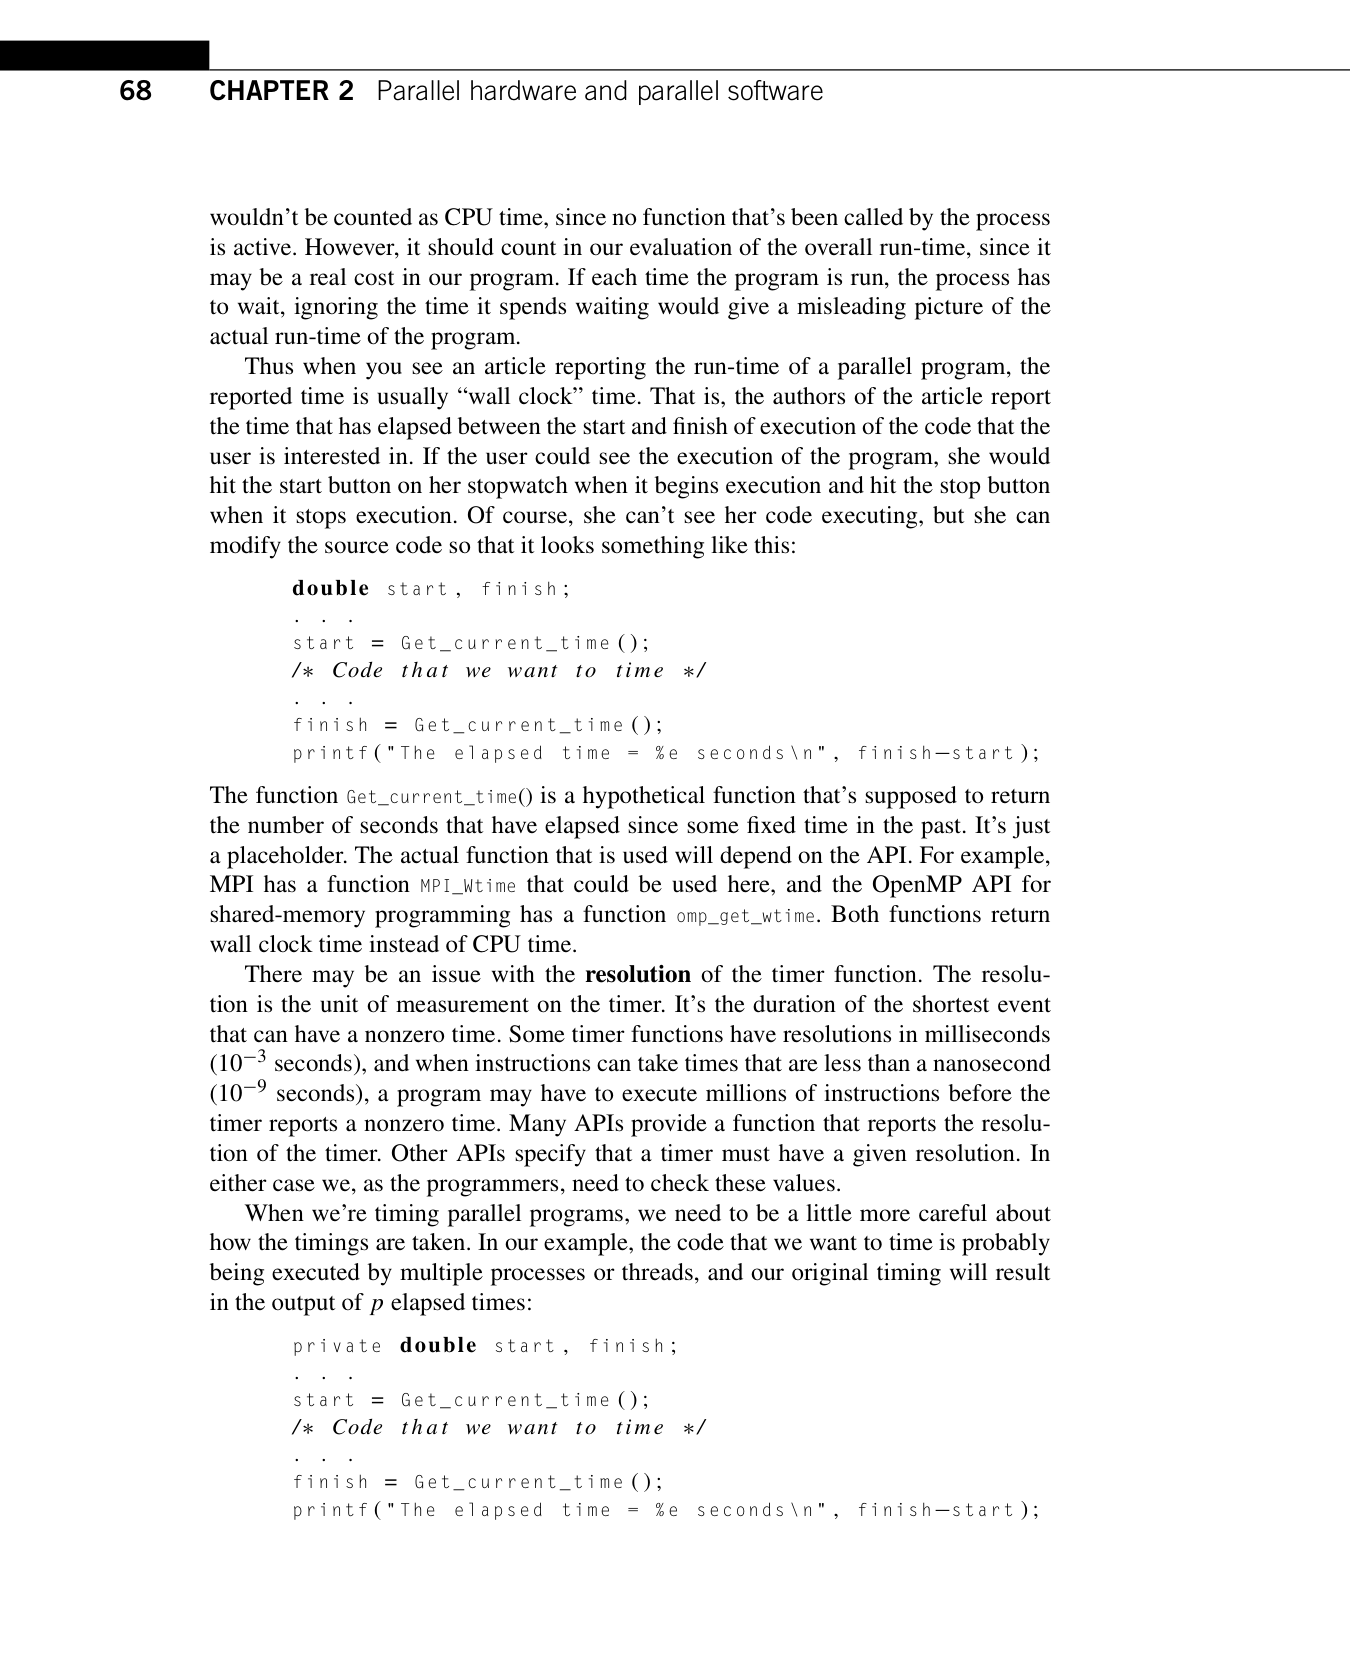 68 CHAPTER 2 Parallel hardware and parallel software
wouldn’t be counted as CPU time, since no function that’s been called by the process
is active. However, it should count in our evaluation of the overall run-time, since it
may be a real cost in our program. If each time the program is run, the process has
to wait, ignoring the time it spends waiting would give a misleading picture of the
actual run-time of the program.
Thus when you see an article reporting the run-time of a parallel program, the
reported time is usually “wall clock” time. That is, the authors of the article report
the time that has elapsed between the start and finish of execution of the code that the
user is interested in. If the user could see the execution of the program, she would
hit the start button on her stopwatch when it begins execution and hit the stop button
when it stops execution. Of course, she can’t see her code executing, but she can
modify the source code so that it looks something like this:
double start, finish;
. . .
start = Get_current_time();
/* Code that we want to time */
. . .
finish = Get_current_time();
printf("The elapsed time = %e seconds\n", finish−start);
The function Get_current_time() is a hypothetical function that’s supposed to return
the number of seconds that have elapsed since some fixed time in the past. It’s just
a placeholder. The actual function that is used will depend on the API. For example,
MPI has a function MPI_Wtime that could be used here, and the OpenMP API for
shared-memory programming has a function omp_get_wtime. Both functions return
wall clock time instead of CPU time.
There may be an issue with the resolution of the timer function. The resolu-
tion is the unit of measurement on the timer. It’s the duration of the shortest event
that can have a nonzero time. Some timer functions have resolutions in milliseconds
(10⁻³ seconds), and when instructions can take times that are less than a nanosecond
(10⁻⁹ seconds), a program may have to execute millions of instructions before the
timer reports a nonzero time. Many APIs provide a function that reports the resolu-
tion of the timer. Other APIs specify that a timer must have a given resolution. In
either case we, as the programmers, need to check these values.
When we’re timing parallel programs, we need to be a little more careful about
how the timings are taken. In our example, the code that we want to time is probably
being executed by multiple processes or threads, and our original timing will result
in the output of p elapsed times:
private double start, finish;
. . .
start = Get_current_time();
/* Code that we want to time */
. . .
finish = Get_current_time();
printf("The elapsed time = %e seconds\n", finish−start);